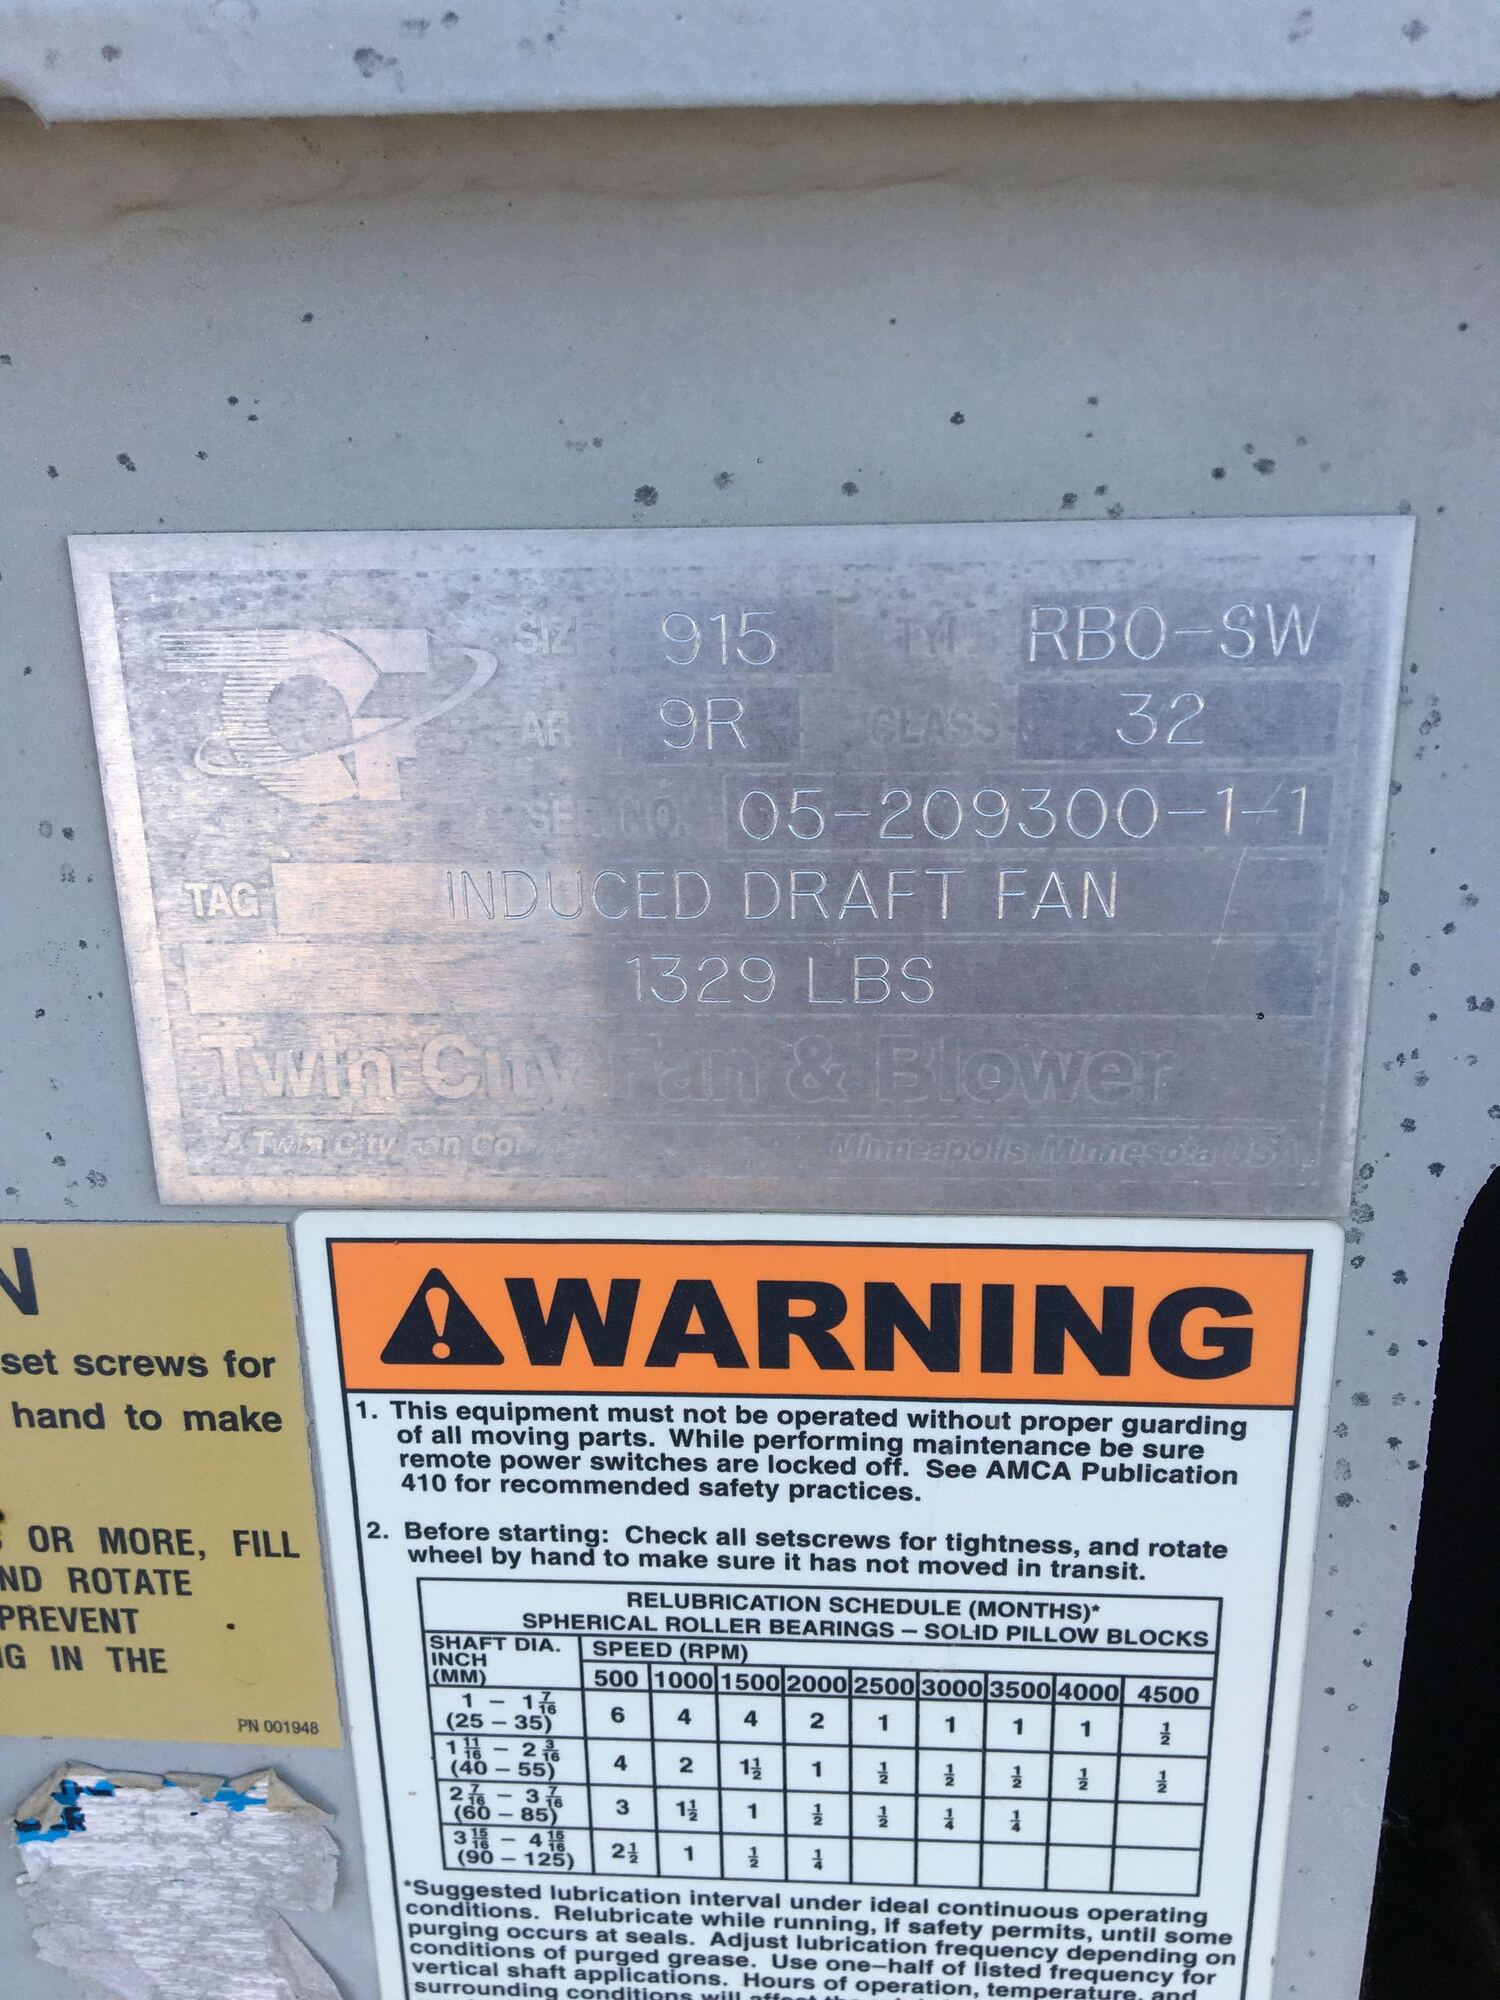 SIZE 915 TYPE RBO-SW
AR 9R CLASS 32
SER. NO. 05-209300-1-1
TAG INDUCED DRAFT FAN
1329 LBS
Twin City Fan & Blower
A Twin City Fan Company Minneapolis, Minnesota USA
N
set screws for
hand to make
OR MORE, FILL
ND ROTATE
PREVENT
G IN THE
PN 001948
WARNING
1. This equipment must not be operated without proper guarding
of all moving parts. While performing maintenance be sure
remote power switches are locked off. See AMCA Publication
410 for recommended safety practices.
2. Before starting: Check all setscrews for tightness, and rotate
wheel by hand to make sure it has not moved in transit.
RELUBRICATION SCHEDULE (MONTHS)*
SPHERICAL ROLLER BEARINGS – SOLID PILLOW BLOCKS
SHAFT DIA. SPEED (RPM)
INCH
(MM) 500 1000 1500 2000 2500 3000 3500 4000 4500
1 – 1 7/16
(25 – 35) 6 4 4 2 1 1 1 1 1/2
1 11/16 – 2 3/16
(40 – 55) 4 2 1 1/2 1 1/2 1/2 1/2 1/2 1/2
2 7/16 – 3 7/16
(60 – 85) 3 1 1/2 1 1/2 1/2 1/4 1/4
3 15/16 – 4 15/16
(90 – 125) 2 1/2 1 1/2 1/4
*Suggested lubrication interval under ideal continuous operating
conditions. Relubricate while running, if safety permits, until some
purging occurs at seals. Adjust lubrication frequency depending on
conditions of purged grease. Use one-half of listed frequency for
vertical shaft applications. Hours of operation, temperature, and
surrounding conditions will